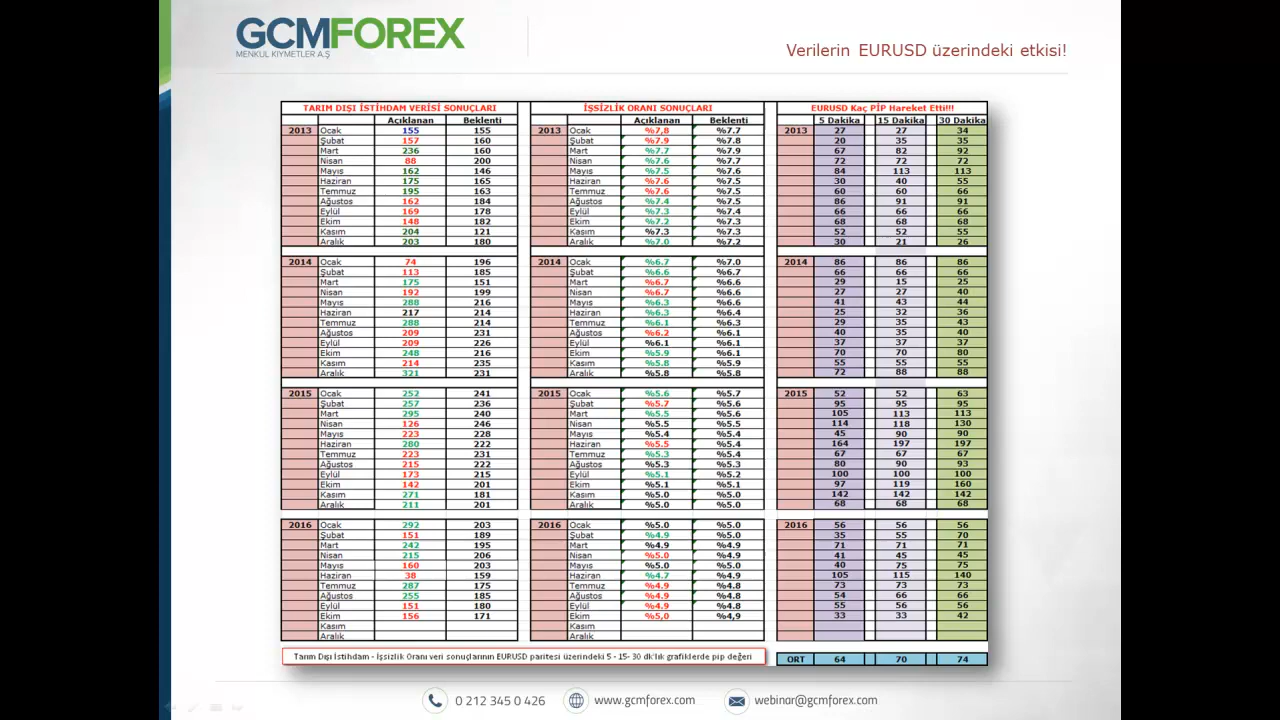 GCMFOREX
MENKUL KIYMETLER A.Ş
Verilerin EURUSD üzerindeki etkisi!
TARIM DIŞI İSTİHDAM VERİSİ SONUÇLARI İŞSİZLİK ORANI SONUÇLARI EURUSD Kaç PİP Hareket Etti!!!
Açıklanan Beklenti Açıklanan Beklenti 5 Dakika 15 Dakika 30 Dakika
2013 Ocak 155 155 2013 Ocak %7,8 %7.7 2013 27 27 34
Şubat 157 160 Şubat %7.9 %7.8 20 35 35
Mart 236 160 Mart %7.7 %7.9 67 82 92
Nisan 88 200 Nisan %7.6 %7.7 72 72 72
Mayıs 162 146 Mayıs %7.5 %7.6 84 113 113
Haziran 175 165 Haziran %7.6 %7.5 30 40 55
Temmuz 195 163 Temmuz %7.6 %7.5 60 60 66
Ağustos 162 184 Ağustos %7.4 %7.5 86 91 91
Eylül 169 178 Eylül %7.3 %7.4 66 66 66
Ekim 148 182 Ekim %7.2 %7.3 68 68 68
Kasım 204 121 Kasım %7.3 %7.3 52 52 55
Aralık 203 180 Aralık %7.0 %7.2 30 21 26
2014 Ocak 74 196 2014 Ocak %6.7 %7.0 2014 86 86 86
Şubat 113 185 Şubat %6.6 %6.7 66 66 66
Mart 175 151 Mart %6.7 %6.6 29 15 25
Nisan 192 199 Nisan %6.7 %6.6 27 27 40
Mayıs 288 216 Mayıs %6.3 %6.6 41 43 44
Haziran 217 214 Haziran %6.3 %6.4 25 32 36
Temmuz 288 214 Temmuz %6.1 %6.3 29 35 43
Ağustos 209 231 Ağustos %6.2 %6.1 40 35 40
Eylül 209 226 Eylül %6.1 %6.1 37 37 37
Ekim 248 216 Ekim %5.9 %6.1 70 70 80
Kasım 214 235 Kasım %5.8 %5.9 55 55 55
Aralık 321 231 Aralık %5.8 %5.8 72 88 88
2015 Ocak 252 241 2015 Ocak %5.6 %5.7 2015 52 52 63
Şubat 257 236 Şubat %5.7 %5.6 95 95 95
Mart 295 240 Mart %5.5 %5.6 105 113 113
Nisan 126 246 Nisan %5.5 %5.5 114 118 130
Mayıs 223 228 Mayıs %5.4 %5.4 45 90 90
Haziran 280 222 Haziran %5.5 %5.4 164 197 197
Temmuz 223 231 Temmuz %5.3 %5.4 67 67 67
Ağustos 215 222 Ağustos %5.3 %5.3 80 90 93
Eylül 173 215 Eylül %5.1 %5.2 100 100 100
Ekim 142 201 Ekim %5.1 %5.1 97 119 160
Kasım 271 181 Kasım %5.0 %5.0 142 142 142
Aralık 211 201 Aralık %5.0 %5.0 68 68 68
2016 Ocak 292 203 2016 Ocak %5.0 %5.0 2016 56 56 56
Şubat 151 189 Şubat %4.9 %5.0 35 55 70
Mart 242 195 Mart %4.9 %4.9 71 71 71
Nisan 215 206 Nisan %5.0 %4.9 41 45 45
Mayıs 160 203 Mayıs %5.0 %5.0 40 75 75
Haziran 38 159 Haziran %4.7 %4.9 105 115 140
Temmuz 287 175 Temmuz %4.9 %4.8 73 73 73
Ağustos 255 185 Ağustos %4.9 %4.8 54 66 66
Eylül 151 180 Eylül %4.9 %4.8 55 56 56
Ekim 156 171 Ekim %5,0 %4,9 33 33 42
Kasım Kasım
Aralık Aralık
Tarım Dışı İstihdam - İşsizlik Oranı veri sonuçlarının EURUSD paritesi üzerindeki 5 - 15- 30 dk'lık grafiklerde pip değeri ORT 64 70 74
0 212 345 0 426 www.gcmforex.com webinar@gcmforex.com